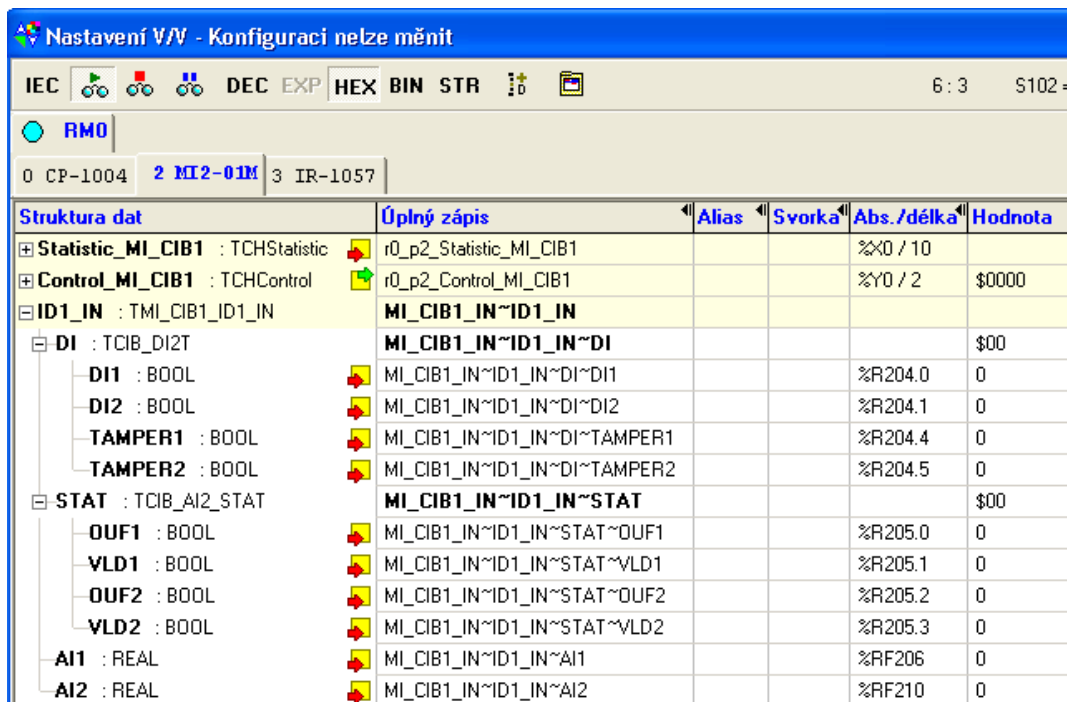 Nastavení V/V - Konfiguraci nelze měnit
IEC DEC EXP HEX BIN STR 6 : 3 S102 =
RM0
0 CP-1004 2 MI2-01M 3 IR-1057
Struktura dat Úplný zápis Alias Svorka Abs./délka Hodnota
Statistic_MI_CIB1 : TCHStatistic r0_p2_Statistic_MI_CIB1 %X0 / 10
Control_MI_CIB1 : TCHControl r0_p2_Control_MI_CIB1 %Y0 / 2 $0000
ID1_IN : TMI_CIB1_ID1_IN MI_CIB1_IN~ID1_IN
DI : TCIB_DI2T MI_CIB1_IN~ID1_IN~DI $00
DI1 : BOOL MI_CIB1_IN~ID1_IN~DI~DI1 %R204.0 0
DI2 : BOOL MI_CIB1_IN~ID1_IN~DI~DI2 %R204.1 0
TAMPER1 : BOOL MI_CIB1_IN~ID1_IN~DI~TAMPER1 %R204.4 0
TAMPER2 : BOOL MI_CIB1_IN~ID1_IN~DI~TAMPER2 %R204.5 0
STAT : TCIB_AI2_STAT MI_CIB1_IN~ID1_IN~STAT $00
OUF1 : BOOL MI_CIB1_IN~ID1_IN~STAT~OUF1 %R205.0 0
VLD1 : BOOL MI_CIB1_IN~ID1_IN~STAT~VLD1 %R205.1 0
OUF2 : BOOL MI_CIB1_IN~ID1_IN~STAT~OUF2 %R205.2 0
VLD2 : BOOL MI_CIB1_IN~ID1_IN~STAT~VLD2 %R205.3 0
AI1 : REAL MI_CIB1_IN~ID1_IN~AI1 %RF206 0
AI2 : REAL MI_CIB1_IN~ID1_IN~AI2 %RF210 0